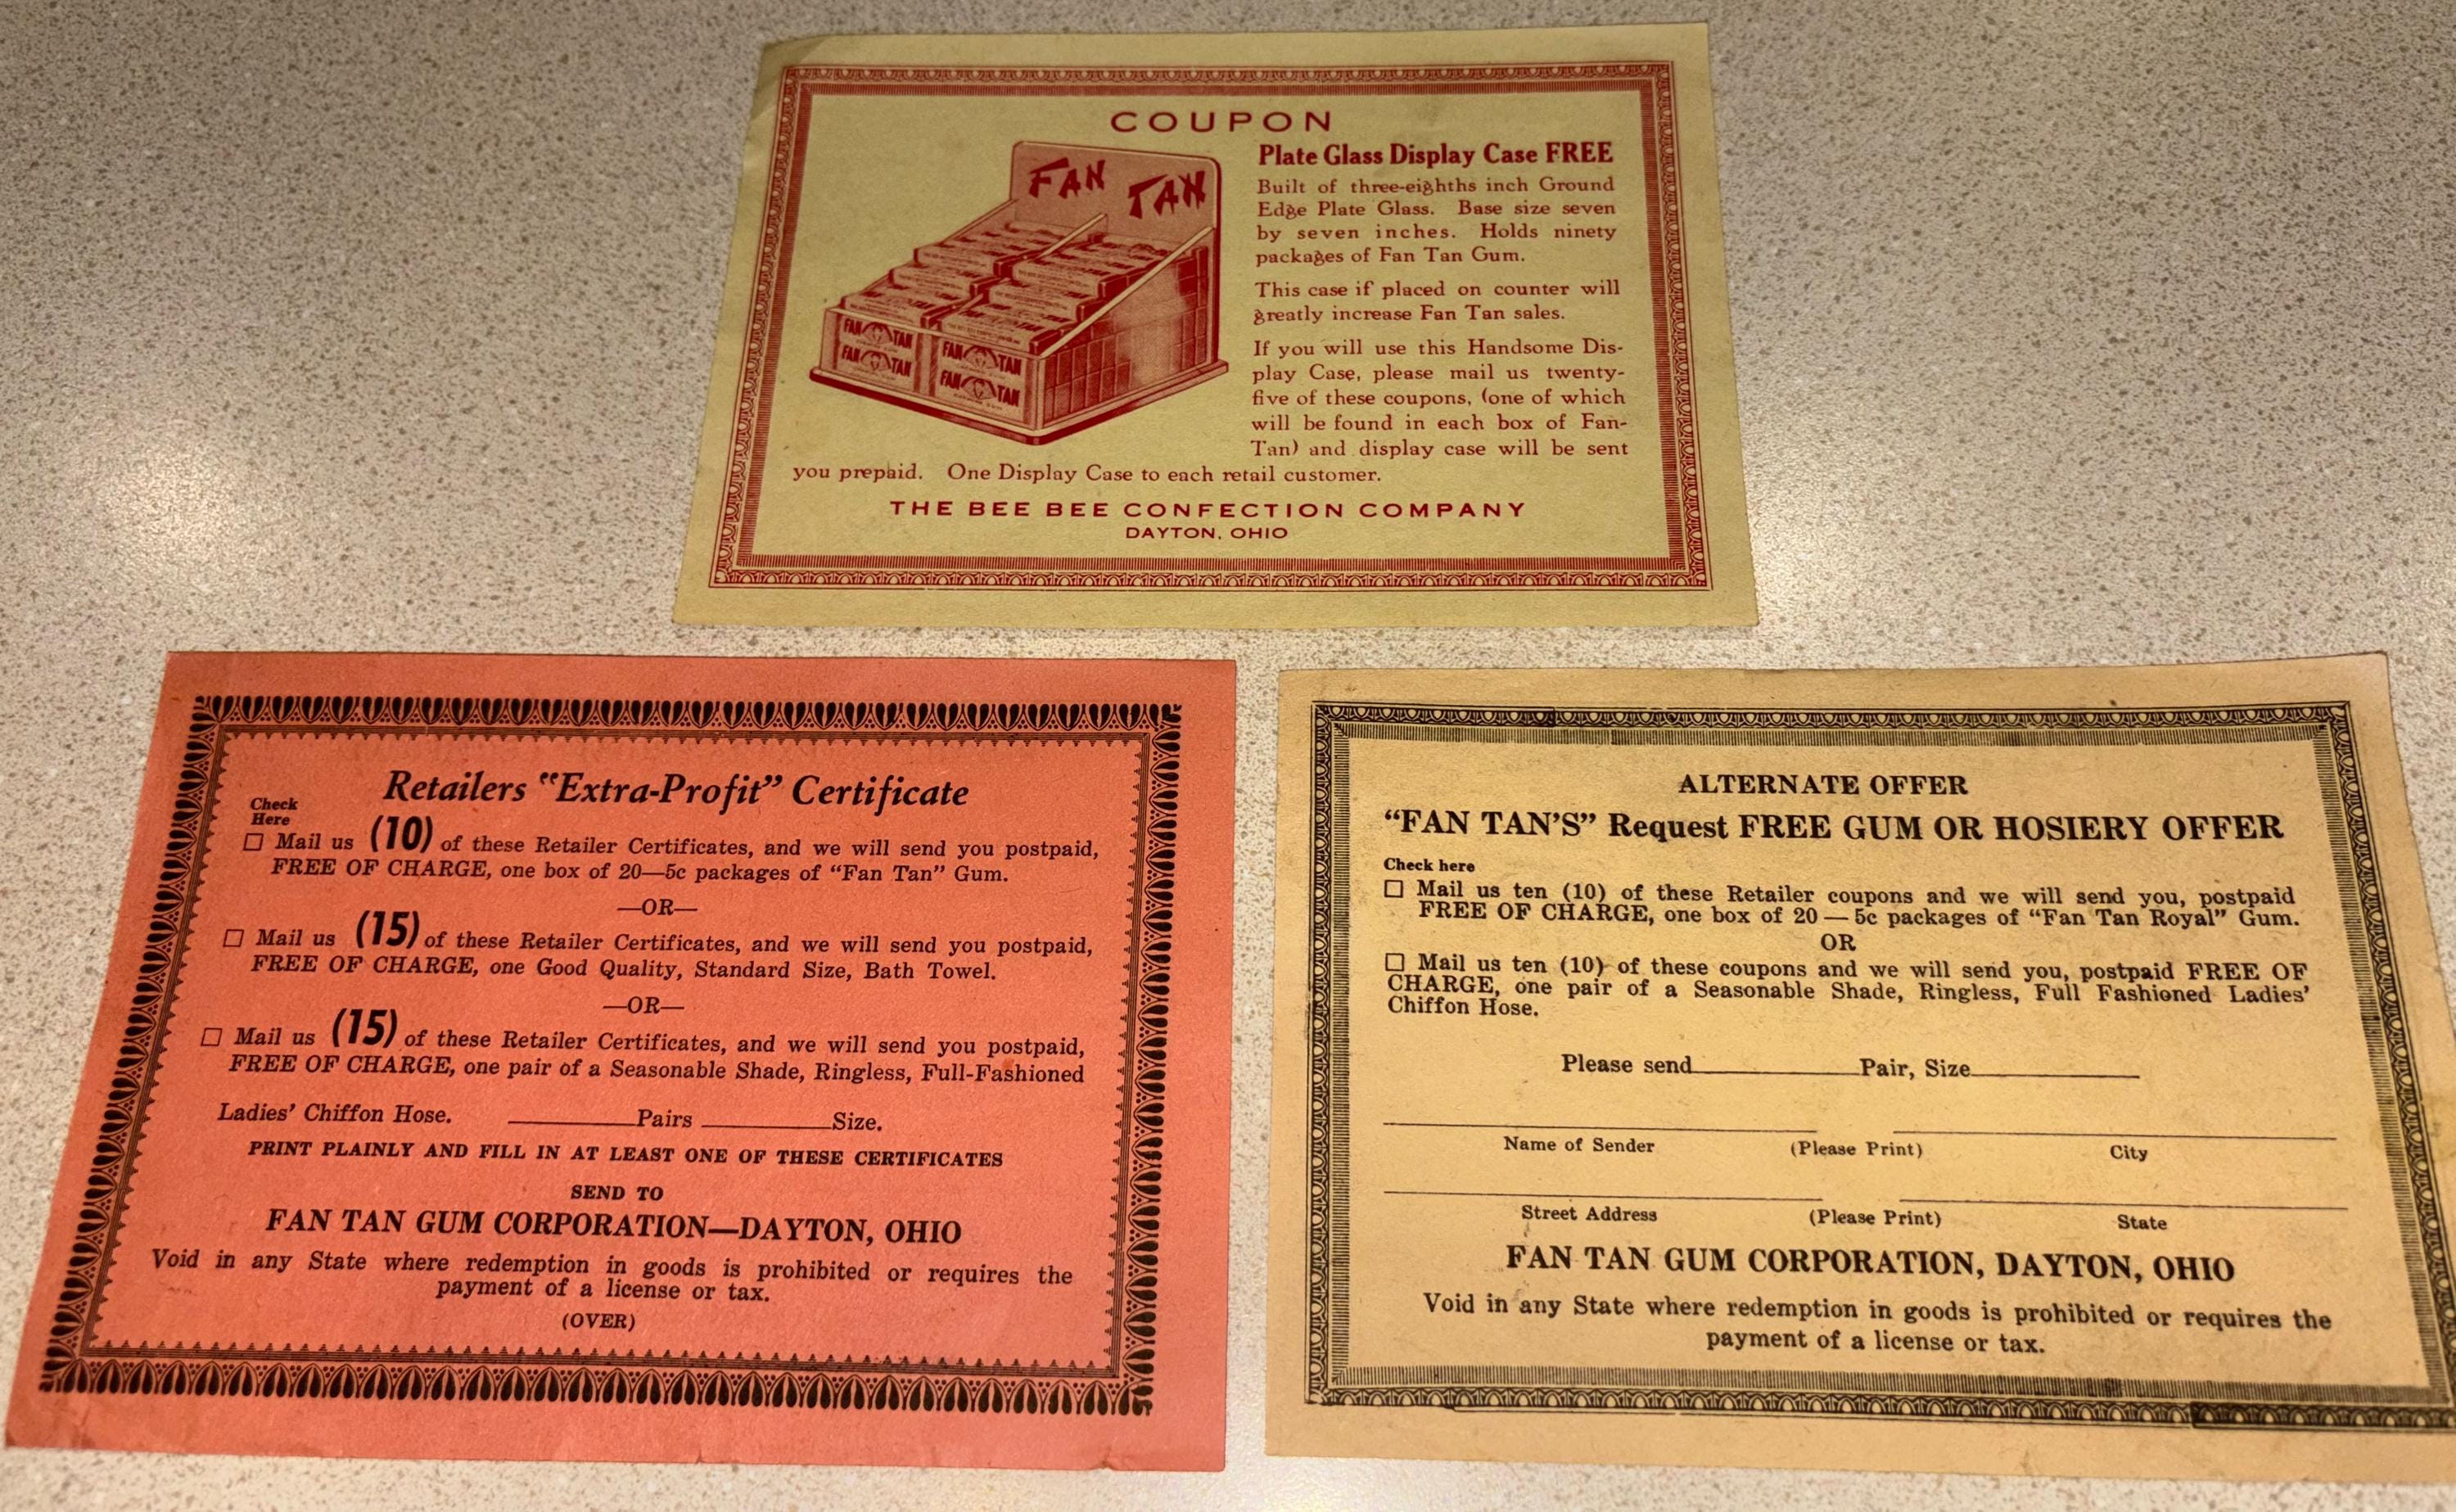 COUPON
FAN TAN
Plate Glass Display Case FREE
Built of three-eighths inch Ground
Edge Plate Glass. Base size seven
by seven inches. Holds ninety
packages of Fan Tan Gum.
This case if placed on counter will
greatly increase Fan Tan sales.
If you will use this Handsome Dis-
play Case, please mail us twenty-
five of these coupons, (one of which
will be found in each box of Fan-
Tan) and display case will be sent
you prepaid. One Display Case to each retail customer.
FAN TAN FAN TAN
FAN TAN FAN TAN
THE BEE BEE CONFECTION COMPANY
DAYTON, OHIO
Retailers "Extra-Profit" Certificate
Check
Here
Mail us (10) of these Retailer Certificates, and we will send you postpaid,
FREE OF CHARGE, one box of 20—5c packages of "Fan Tan" Gum.
—OR—
Mail us (15) of these Retailer Certificates, and we will send you postpaid,
FREE OF CHARGE, one Good Quality, Standard Size, Bath Towel.
—OR—
Mail us (15) of these Retailer Certificates, and we will send you postpaid,
FREE OF CHARGE, one pair of a Seasonable Shade, Ringless, Full-Fashioned
Ladies' Chiffon Hose. ________Pairs ________Size.
PRINT PLAINLY AND FILL IN AT LEAST ONE OF THESE CERTIFICATES
SEND TO
FAN TAN GUM CORPORATION—DAYTON, OHIO
Void in any State where redemption in goods is prohibited or requires the
payment of a license or tax.
(OVER)
ALTERNATE OFFER
"FAN TAN'S" Request FREE GUM OR HOSIERY OFFER
Check here
Mail us ten (10) of these Retailer coupons and we will send you, postpaid
FREE OF CHARGE, one box of 20 — 5c packages of "Fan Tan Royal" Gum.
OR
Mail us ten (10) of these coupons and we will send you, postpaid FREE OF
CHARGE, one pair of a Seasonable Shade, Ringless, Full Fashioned Ladies'
Chiffon Hose.
Please send________Pair, Size________
Name of Sender (Please Print) City
Street Address (Please Print) State
FAN TAN GUM CORPORATION, DAYTON, OHIO
Void in any State where redemption in goods is prohibited or requires the
payment of a license or tax.